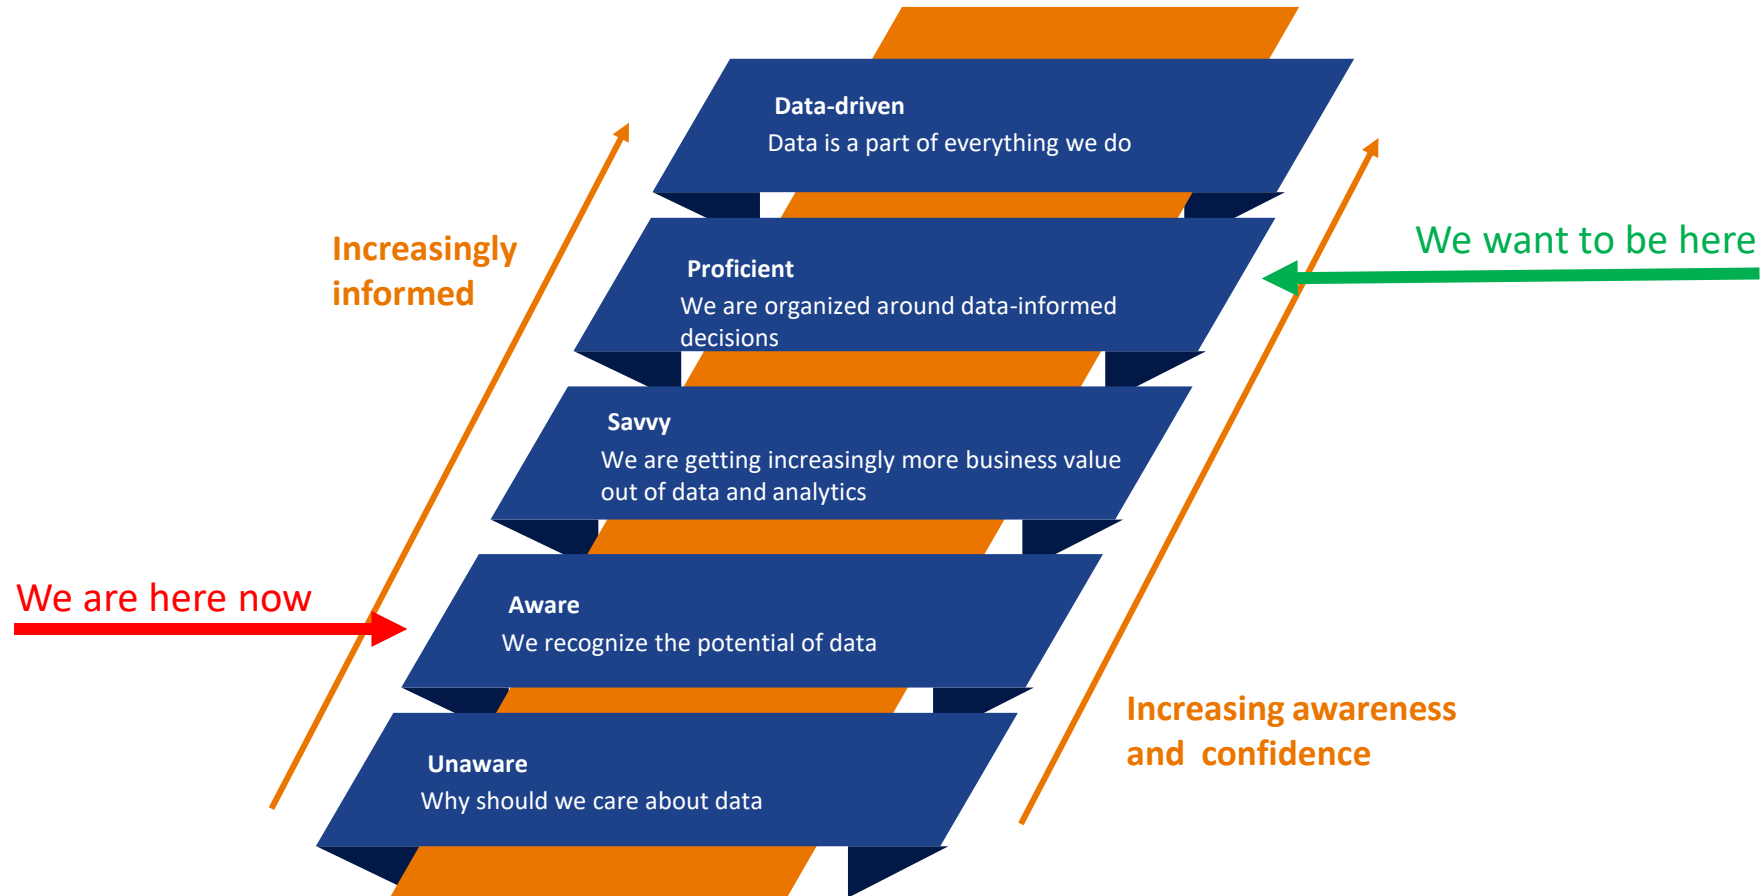 Data-driven
Data is a part of everything we do
Increasingly
informed
We want to be here
Proficient
We are organized around data-informed
decisions
Savvy
We are getting increasingly more business value
out of data and analytics
We are here now
Aware
We recognize the potential of data
Increasing awareness
and  confidence
Unaware
Why should we care about data